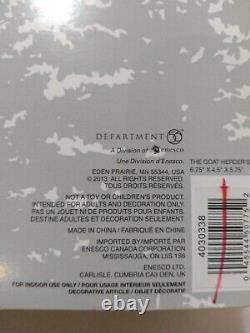 DEPARTMENT 56
A Division of ENESCO
Une Division d'Enesco.
EDEN PRAIRIE, MN 55344, USA
© 2013. ALL RIGHTS RESERVED.
TOUS DROITS RÉSERVÉS.
NOT A TOY OR CHILDREN'S PRODUCT.
INTENDED FOR ADULTS AND DECORATION ONLY.
PAS UN JOUET NI DE PRODUITS POUR ENFANTS.
DESTINÉ AUX ADULTES ET DÉCORATION SEULEMENT.
MADE IN CHINA / FABRIQUÉ EN CHINE
IMPORTED BY/IMPORTÉ PAR
ENESCO CANADA CORPORATION
MISSISSAUGA, ON L5S 1S6
ENESCO LTD.
CARLISLE, CUMBRIA CA3 0EN, UK
FOR INDOOR USE ONLY / POUR USAGE INTÉRIEUR SEULEMENT
DECORATIVE ARTICLE / OBJET DÉCORATIF
THE GOAT HERDER'S
6.75" X 4.5" X 5.75"
4030338